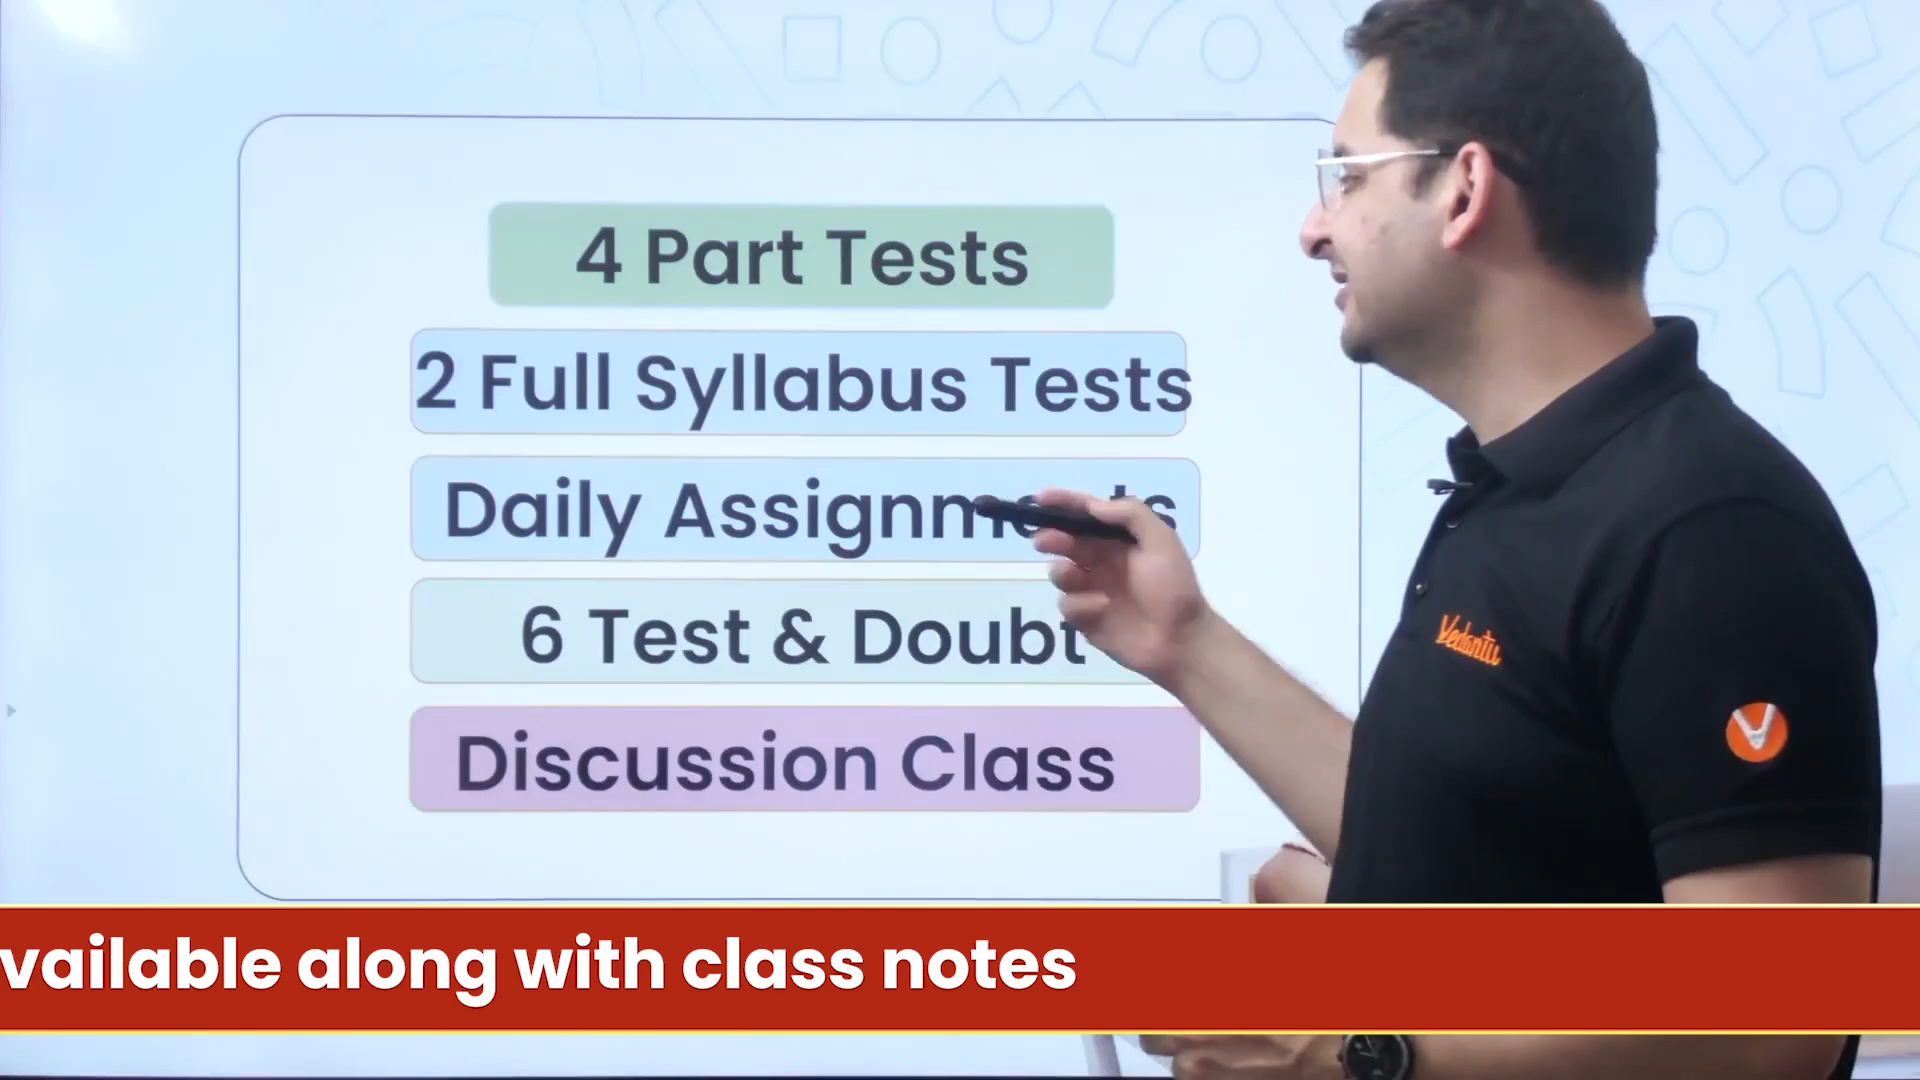 4 Part Tests
2 Full Syllabus Tests
Daily Assignments
6 Test & Doubt
Discussion Class
Vedantu
V
vailable along with class notes